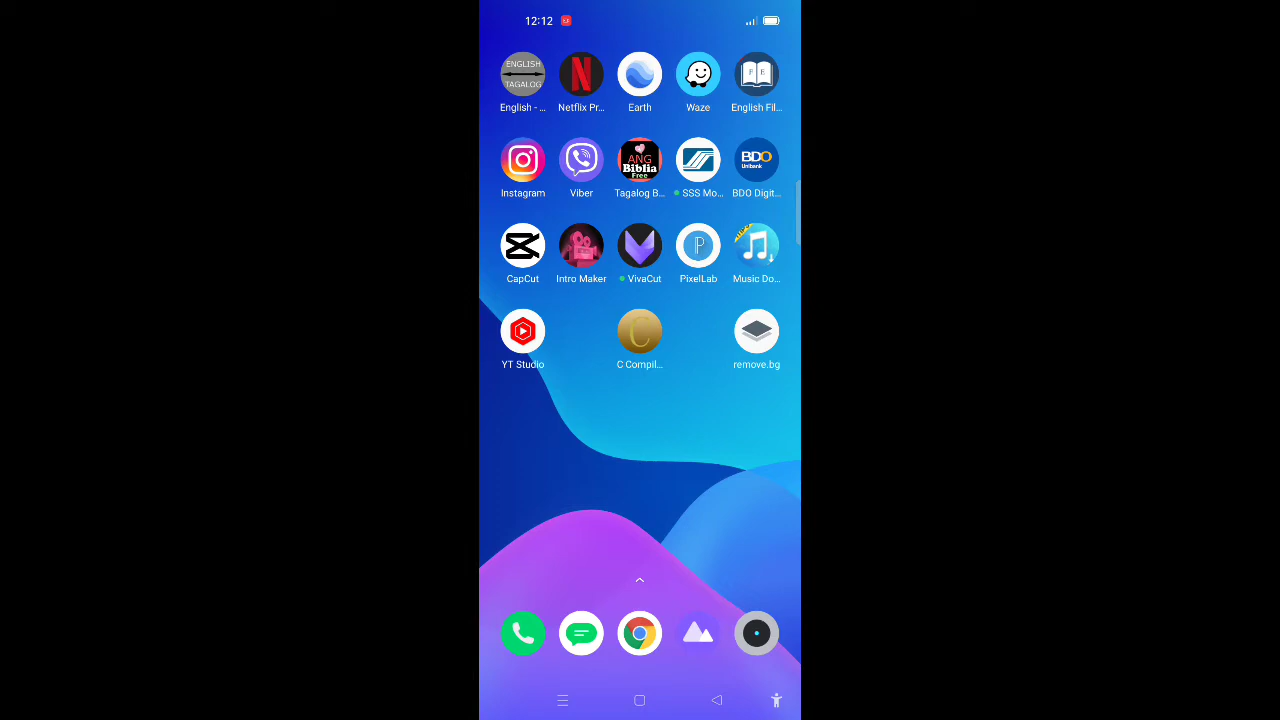 12:12
ENGLISH
TAGALOG
English - ...
N
Netflix Pr...
Earth
Waze
F E
English Fil...
Instagram
Viber
ANG
Biblia
Free
Tagalog B...
SSS Mo...
BDO
Unibank
BDO Digit...
CapCut
Intro Maker
VivaCut
P
PixelLab
Music Do...
YT Studio
C
C Compil...
remove.bg